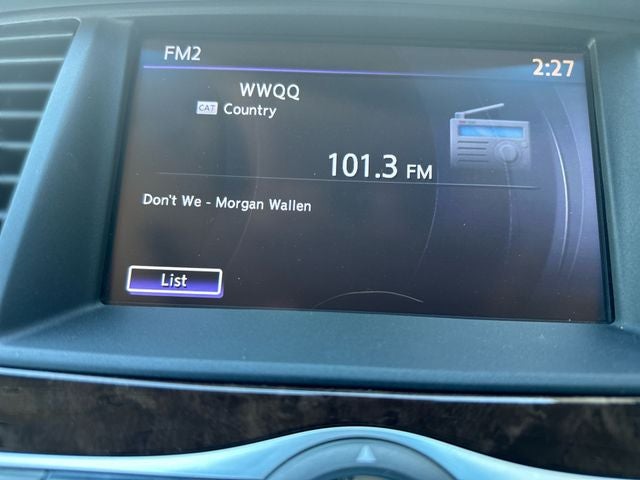 FM2 2:27
WWQQ
CAT Country
101.3 FM
Don't We - Morgan Wallen
List